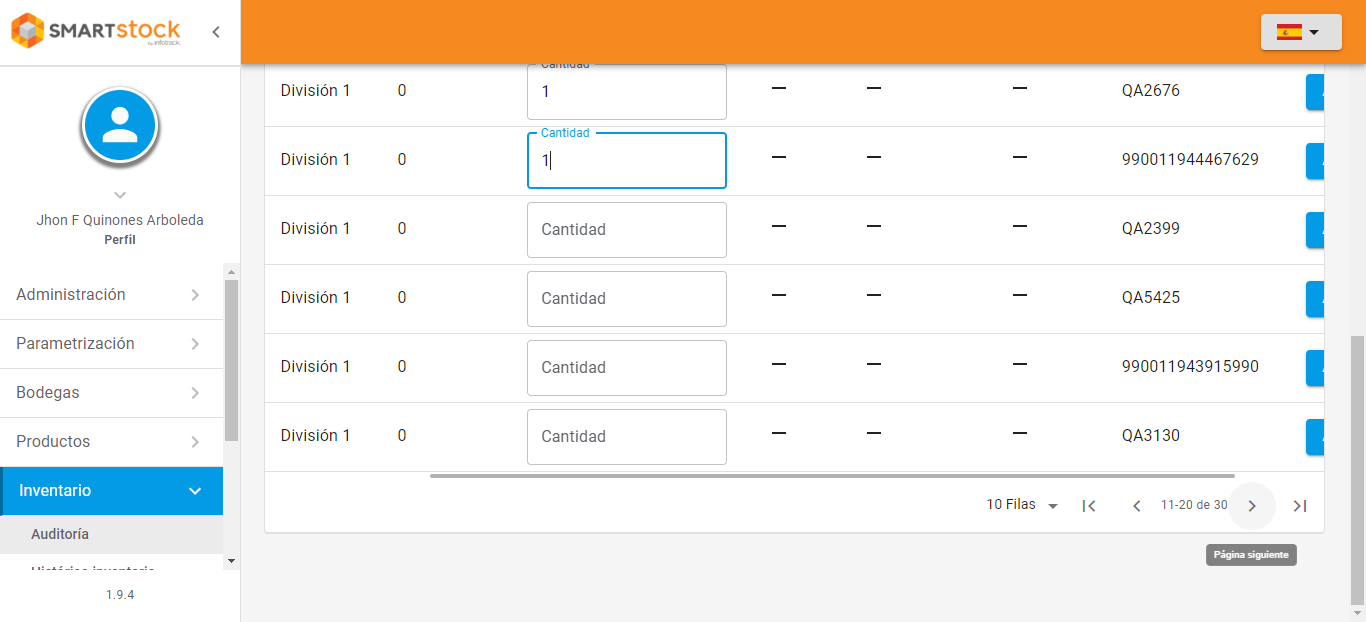 SMARTstock
by infotrack.
Jhon F Quinones Arboleda
Perfil
Administración
Parametrización
Bodegas
Productos
Inventario
Auditoría
Histórico inventario
1.9.4
Cantidad
División 1 0 1 — — — QA2676
Cantidad
División 1 0 1 — — — 990011944467629
División 1 0 Cantidad — — — QA2399
División 1 0 Cantidad — — — QA5425
División 1 0 Cantidad — — — 990011943915990
División 1 0 Cantidad — — — QA3130
10 Filas 11-20 de 30
Página siguiente